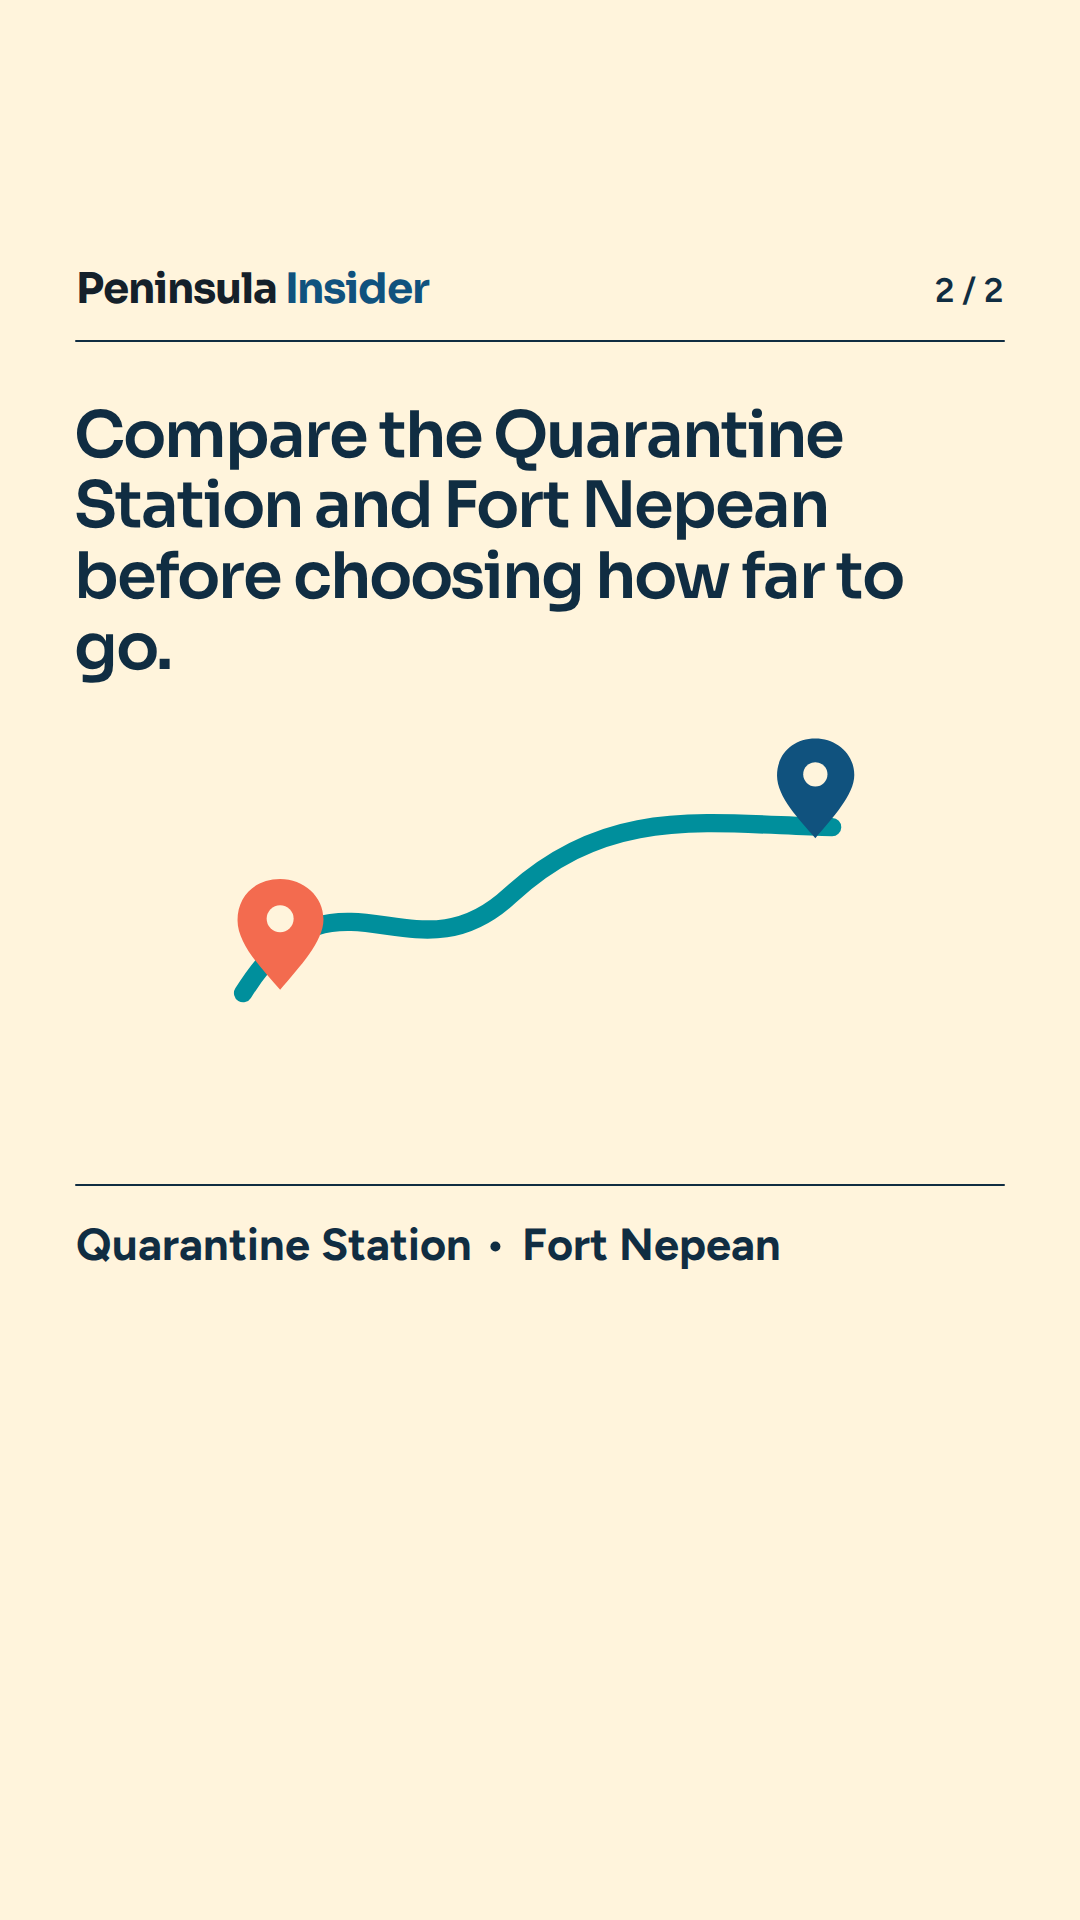 Peninsula Insider
2 / 2
Compare the Quarantine
Station and Fort Nepean
before choosing how far to
go.
Quarantine Station • Fort Nepean